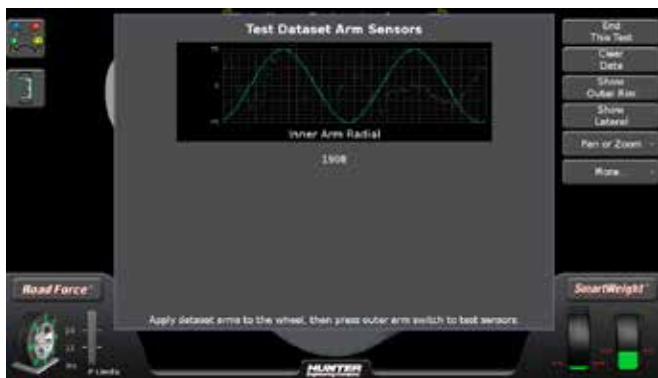 Test Dataset Arm Sensors
Inner Arm Radial
1908
Apply dataset arms to the wheel, then press outer arm switch to test sensors.
End
This Test
Clear
Data
Show
Outer Rim
Show
Lateral
Pan or Zoom
More...
Road Force™
SmartWeight™
HUNTER